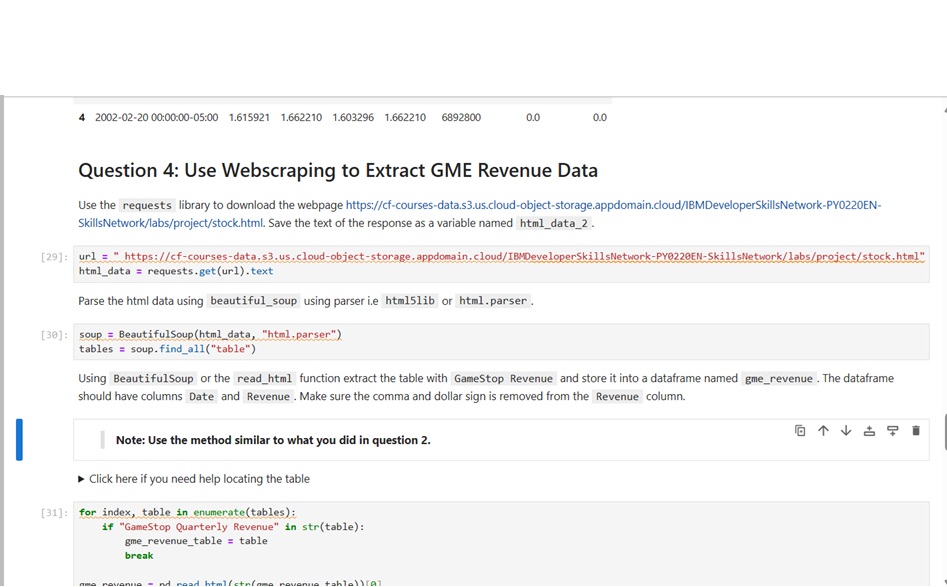 4 2002-02-20 00:00:00-05:00 1.615921 1.662210 1.603296 1.662210 6892800 0.0 0.0
Question 4: Use Webscraping to Extract GME Revenue Data
Use the requests library to download the webpage https://cf-courses-data.s3.us.cloud-object-storage.appdomain.cloud/IBMDeveloperSkillsNetwork-PY0220EN-
SkillsNetwork/labs/project/stock.html. Save the text of the response as a variable named html_data_2.
[29]: url = " https://cf-courses-data.s3.us.cloud-object-storage.appdomain.cloud/IBMDeveloperSkillsNetwork-PY0220EN-SkillsNetwork/labs/project/stock.html"
html_data = requests.get(url).text
Parse the html data using beautiful_soup using parser i.e html5lib or html.parser.
[30]: soup = BeautifulSoup(html_data, "html.parser")
tables = soup.find_all("table")
Using BeautifulSoup or the read_html function extract the table with GameStop Revenue and store it into a dataframe named gme_revenue. The dataframe
should have columns Date and Revenue. Make sure the comma and dollar sign is removed from the Revenue column.
Note: Use the method similar to what you did in question 2.
▶ Click here if you need help locating the table
[31]: for index, table in enumerate(tables):
if "GameStop Quarterly Revenue" in str(table):
gme_revenue_table = table
break
gme_revenue = pd.read_html(str(gme_revenue_table))[0]